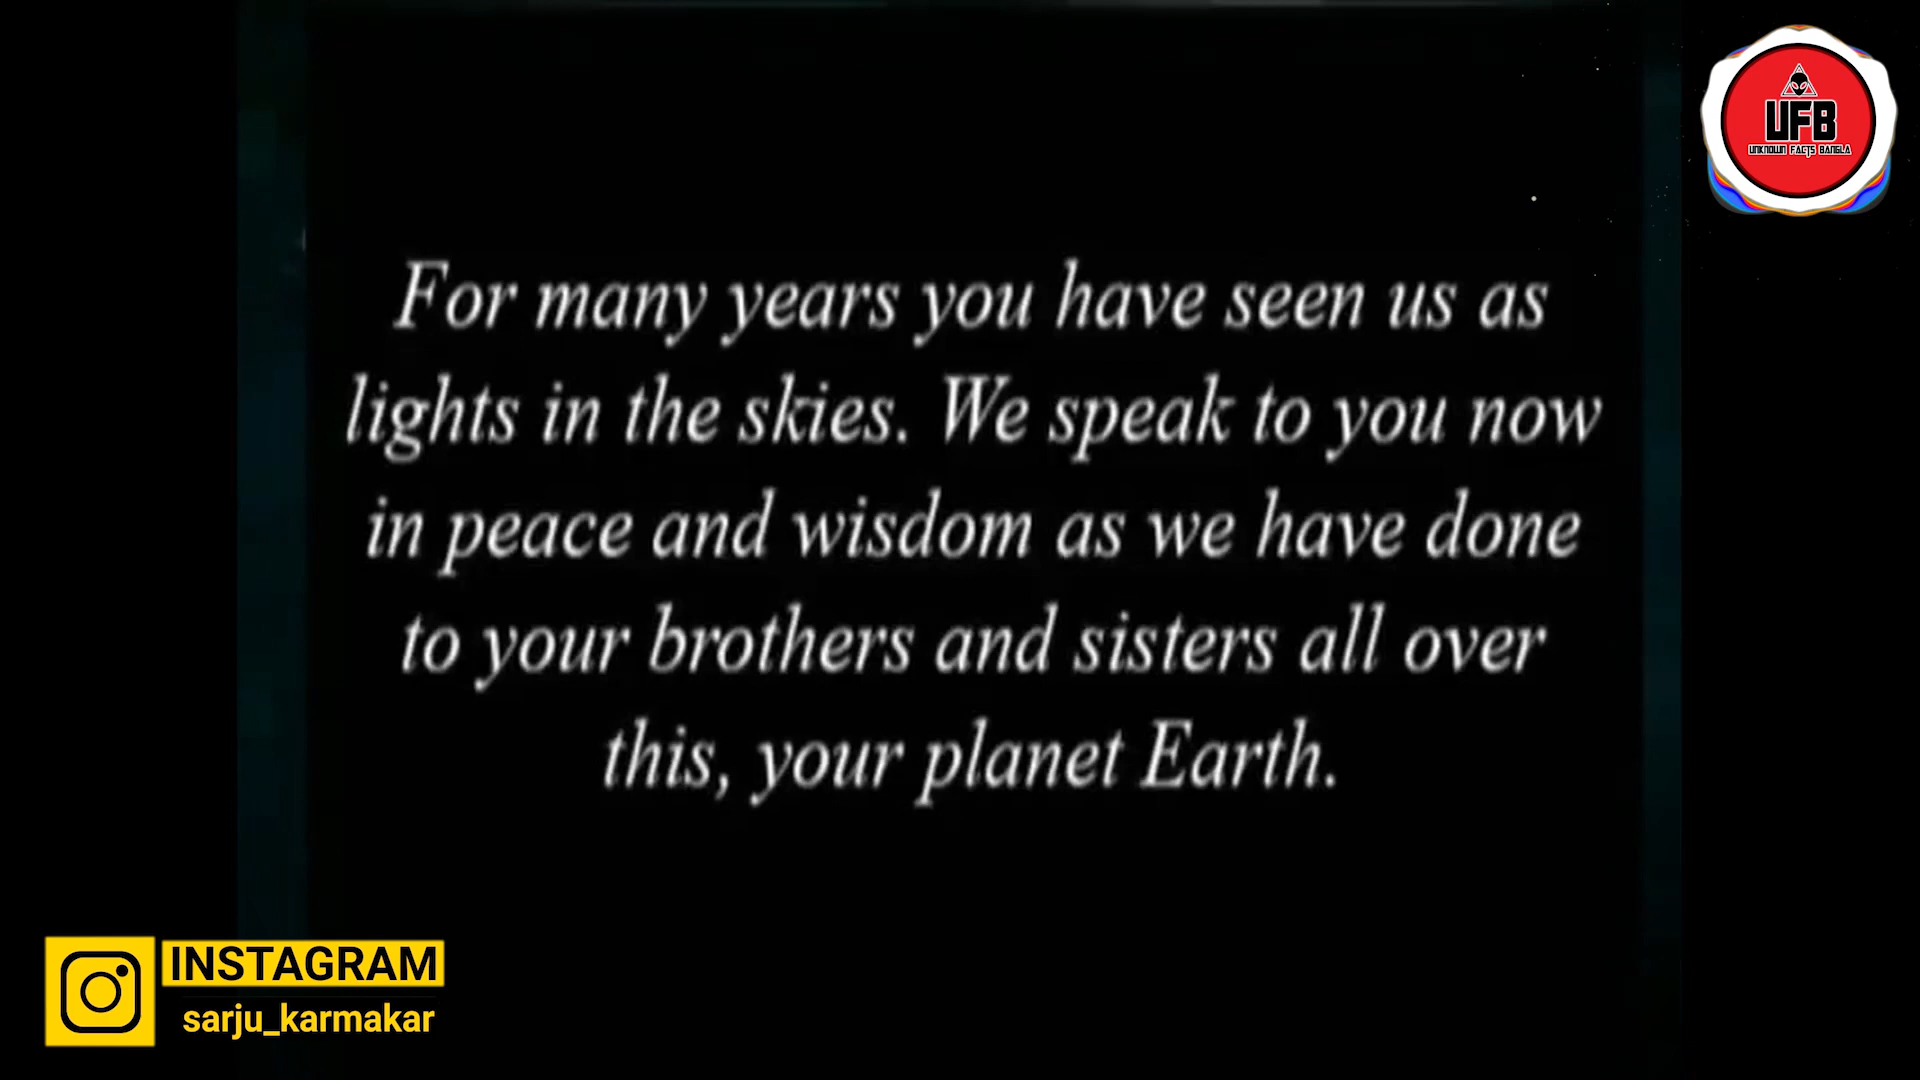 UFB
UNKNOWN FACTS BANGLA
For many years you have seen us as
lights in the skies. We speak to you now
in peace and wisdom as we have done
to your brothers and sisters all over
this, your planet Earth.
INSTAGRAM
sarju_karmakar